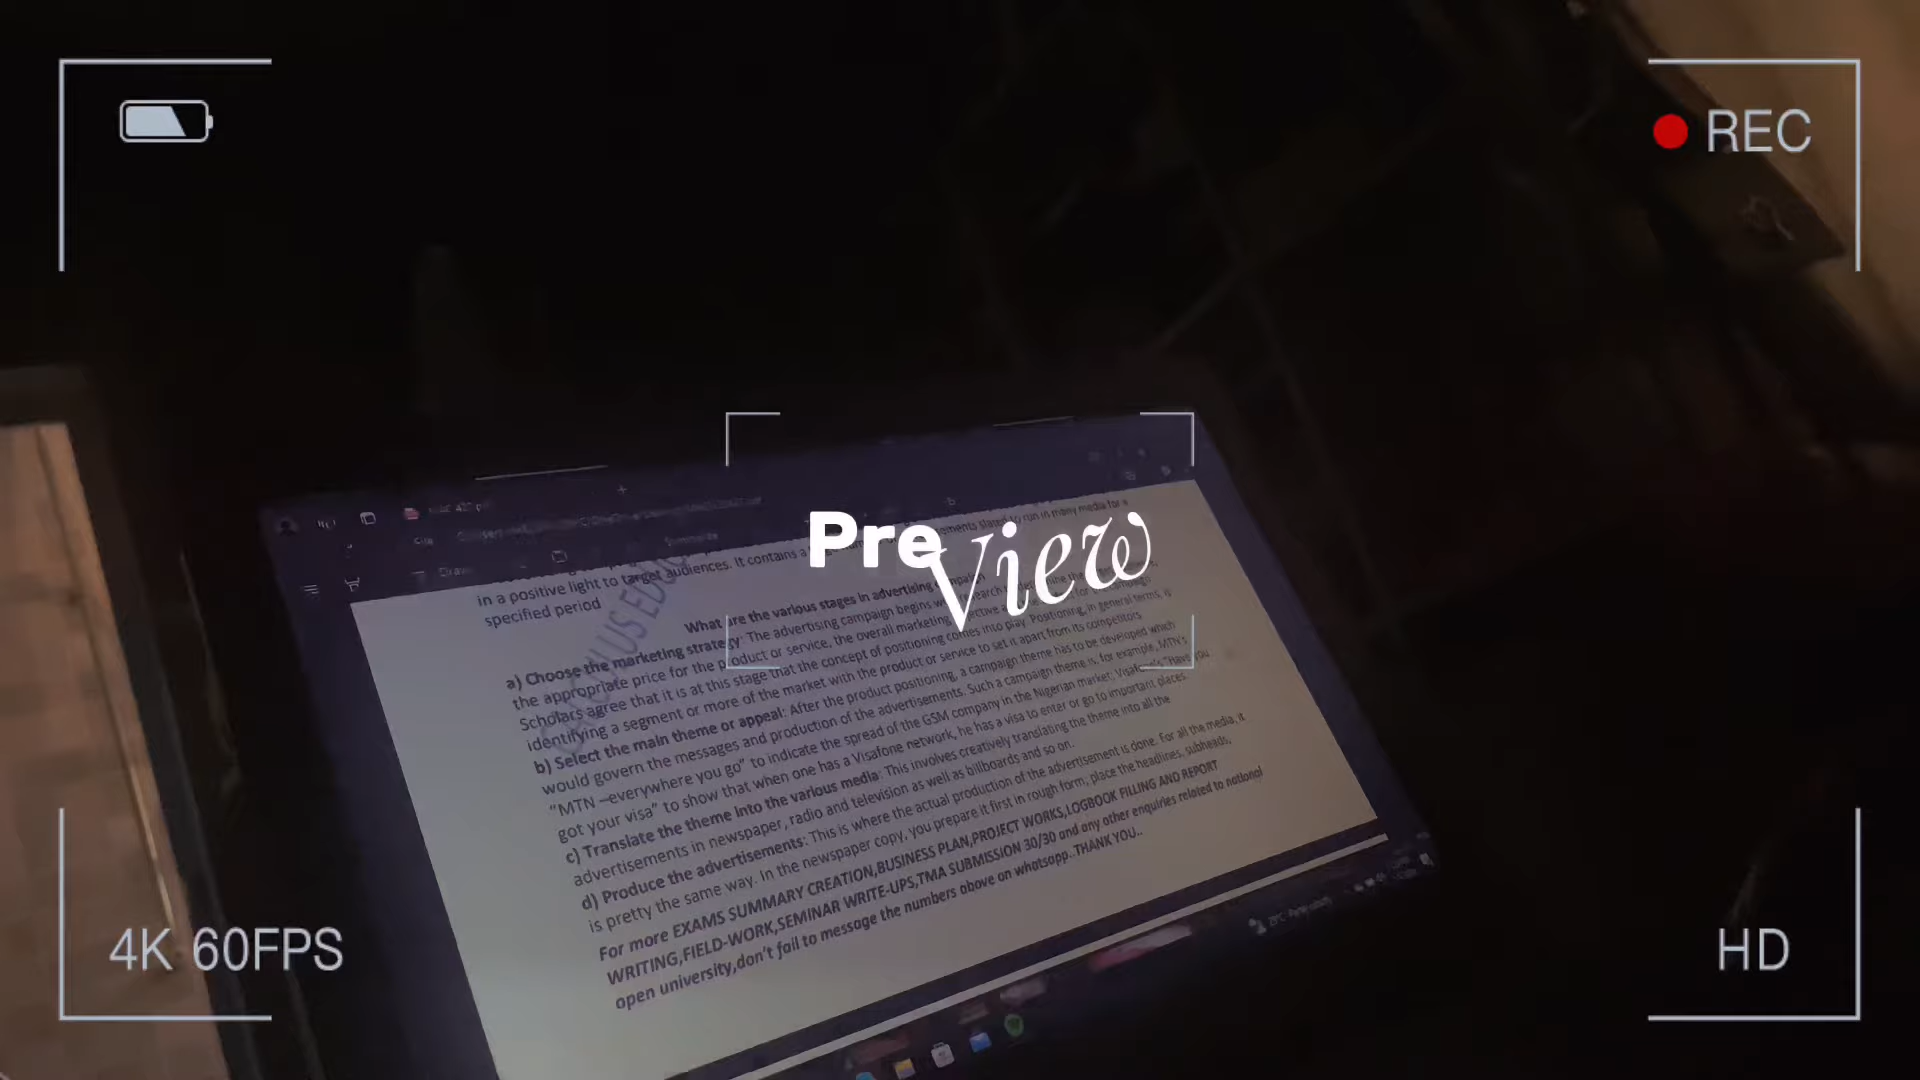 REC
Pre
View
in a positive light to target audiences. It contains a
specified period
What are the various stages in advertising campaign
a) Choose the marketing strategy: The advertising campaign begins
the appropriate price for the product or service, the overall marketing
Scholars agree that it is at this stage that the concept of positioning comes into play. Positioning, in general terms, is
identifying a segment or more of the market with the product or service to set it apart from its competitors.
b) Select the main theme or appeal: After the product positioning, a campaign theme has to be developed which
would govern the messages and production of the advertisements. Such a campaign theme is, for example, MTN's
“MTN –everywhere you go” to indicate the spread of the GSM company in the Nigerian market; Visafone's “Have you
got your visa” to show that when one has a Visafone network, he has a visa to enter or go to important places.
c) Translate the theme into the various media: This involves creatively translating the theme into all the
advertisements in newspaper, radio and television as well as billboards and so on.
d) Produce the advertisements: This is where the actual production of the advertisement is done. For all the media, it
is pretty the same way. In the newspaper copy, you prepare it first in rough form, place the headlines, subheads,
For more EXAMS SUMMARY CREATION,BUSINESS PLAN,PROJECT WORKS,LOGBOOK FILLING AND REPORT
WRITING,FIELD-WORK,SEMINAR WRITE-UPS,TMA SUBMISSION 30/30 and any other enquiries related to national
open university,don't fail to message the numbers above on whatsapp..THANK YOU..
4K 60FPS
HD